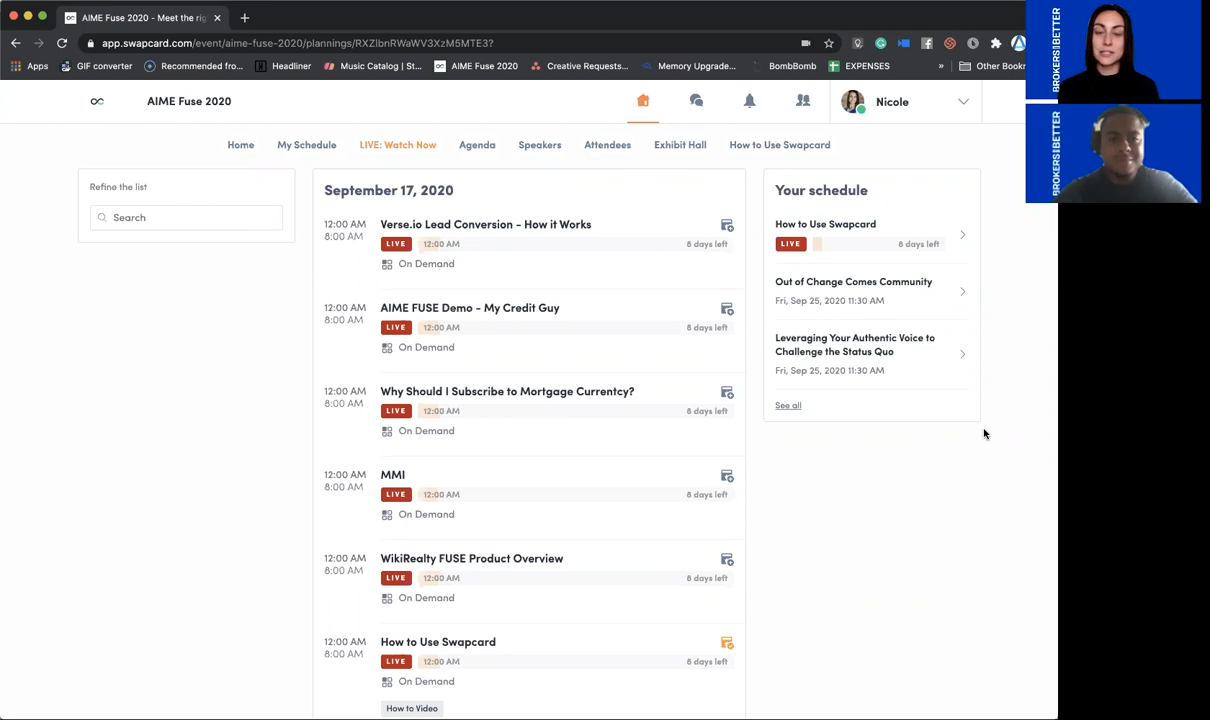 AIME Fuse 2020 - Meet the rig
app.swapcard.com/event/aime-fuse-2020/plannings/RXZlbnRWaWV3XzM5MTE3?
Apps
GIF converter
Recommended fro...
Headliner
Music Catalog | Si...
AIME Fuse 2020
Creative Requests...
Memory Upgrade...
BombBomb
EXPENSES
»
Other Bookm
AIME Fuse 2020
Nicole
Home
My Schedule
LIVE: Watch Now
Agenda
Speakers
Attendees
Exhibit Hall
How to Use Swapcard
Refine the list
Search
September 17, 2020
12:00 AM
8:00 AM
Verse.io Lead Conversion - How it Works
LIVE 12:00 AM 8 days left
On Demand
12:00 AM
8:00 AM
AIME FUSE Demo - My Credit Guy
LIVE 12:00 AM 8 days left
On Demand
12:00 AM
8:00 AM
Why Should I Subscribe to Mortgage Currentcy?
LIVE 12:00 AM 8 days left
On Demand
12:00 AM
8:00 AM
MMI
LIVE 12:00 AM 8 days left
On Demand
12:00 AM
8:00 AM
WikiRealty FUSE Product Overview
LIVE 12:00 AM 8 days left
On Demand
12:00 AM
8:00 AM
How to Use Swapcard
LIVE 12:00 AM 8 days left
On Demand
How to Video
Your schedule
How to Use Swapcard
LIVE 8 days left
Out of Change Comes Community
Fri, Sep 25, 2020 11:30 AM
Leveraging Your Authentic Voice to
Challenge the Status Quo
Fri, Sep 25, 2020 11:30 AM
See all
BROKERS BETTER
BROKERS BETTER